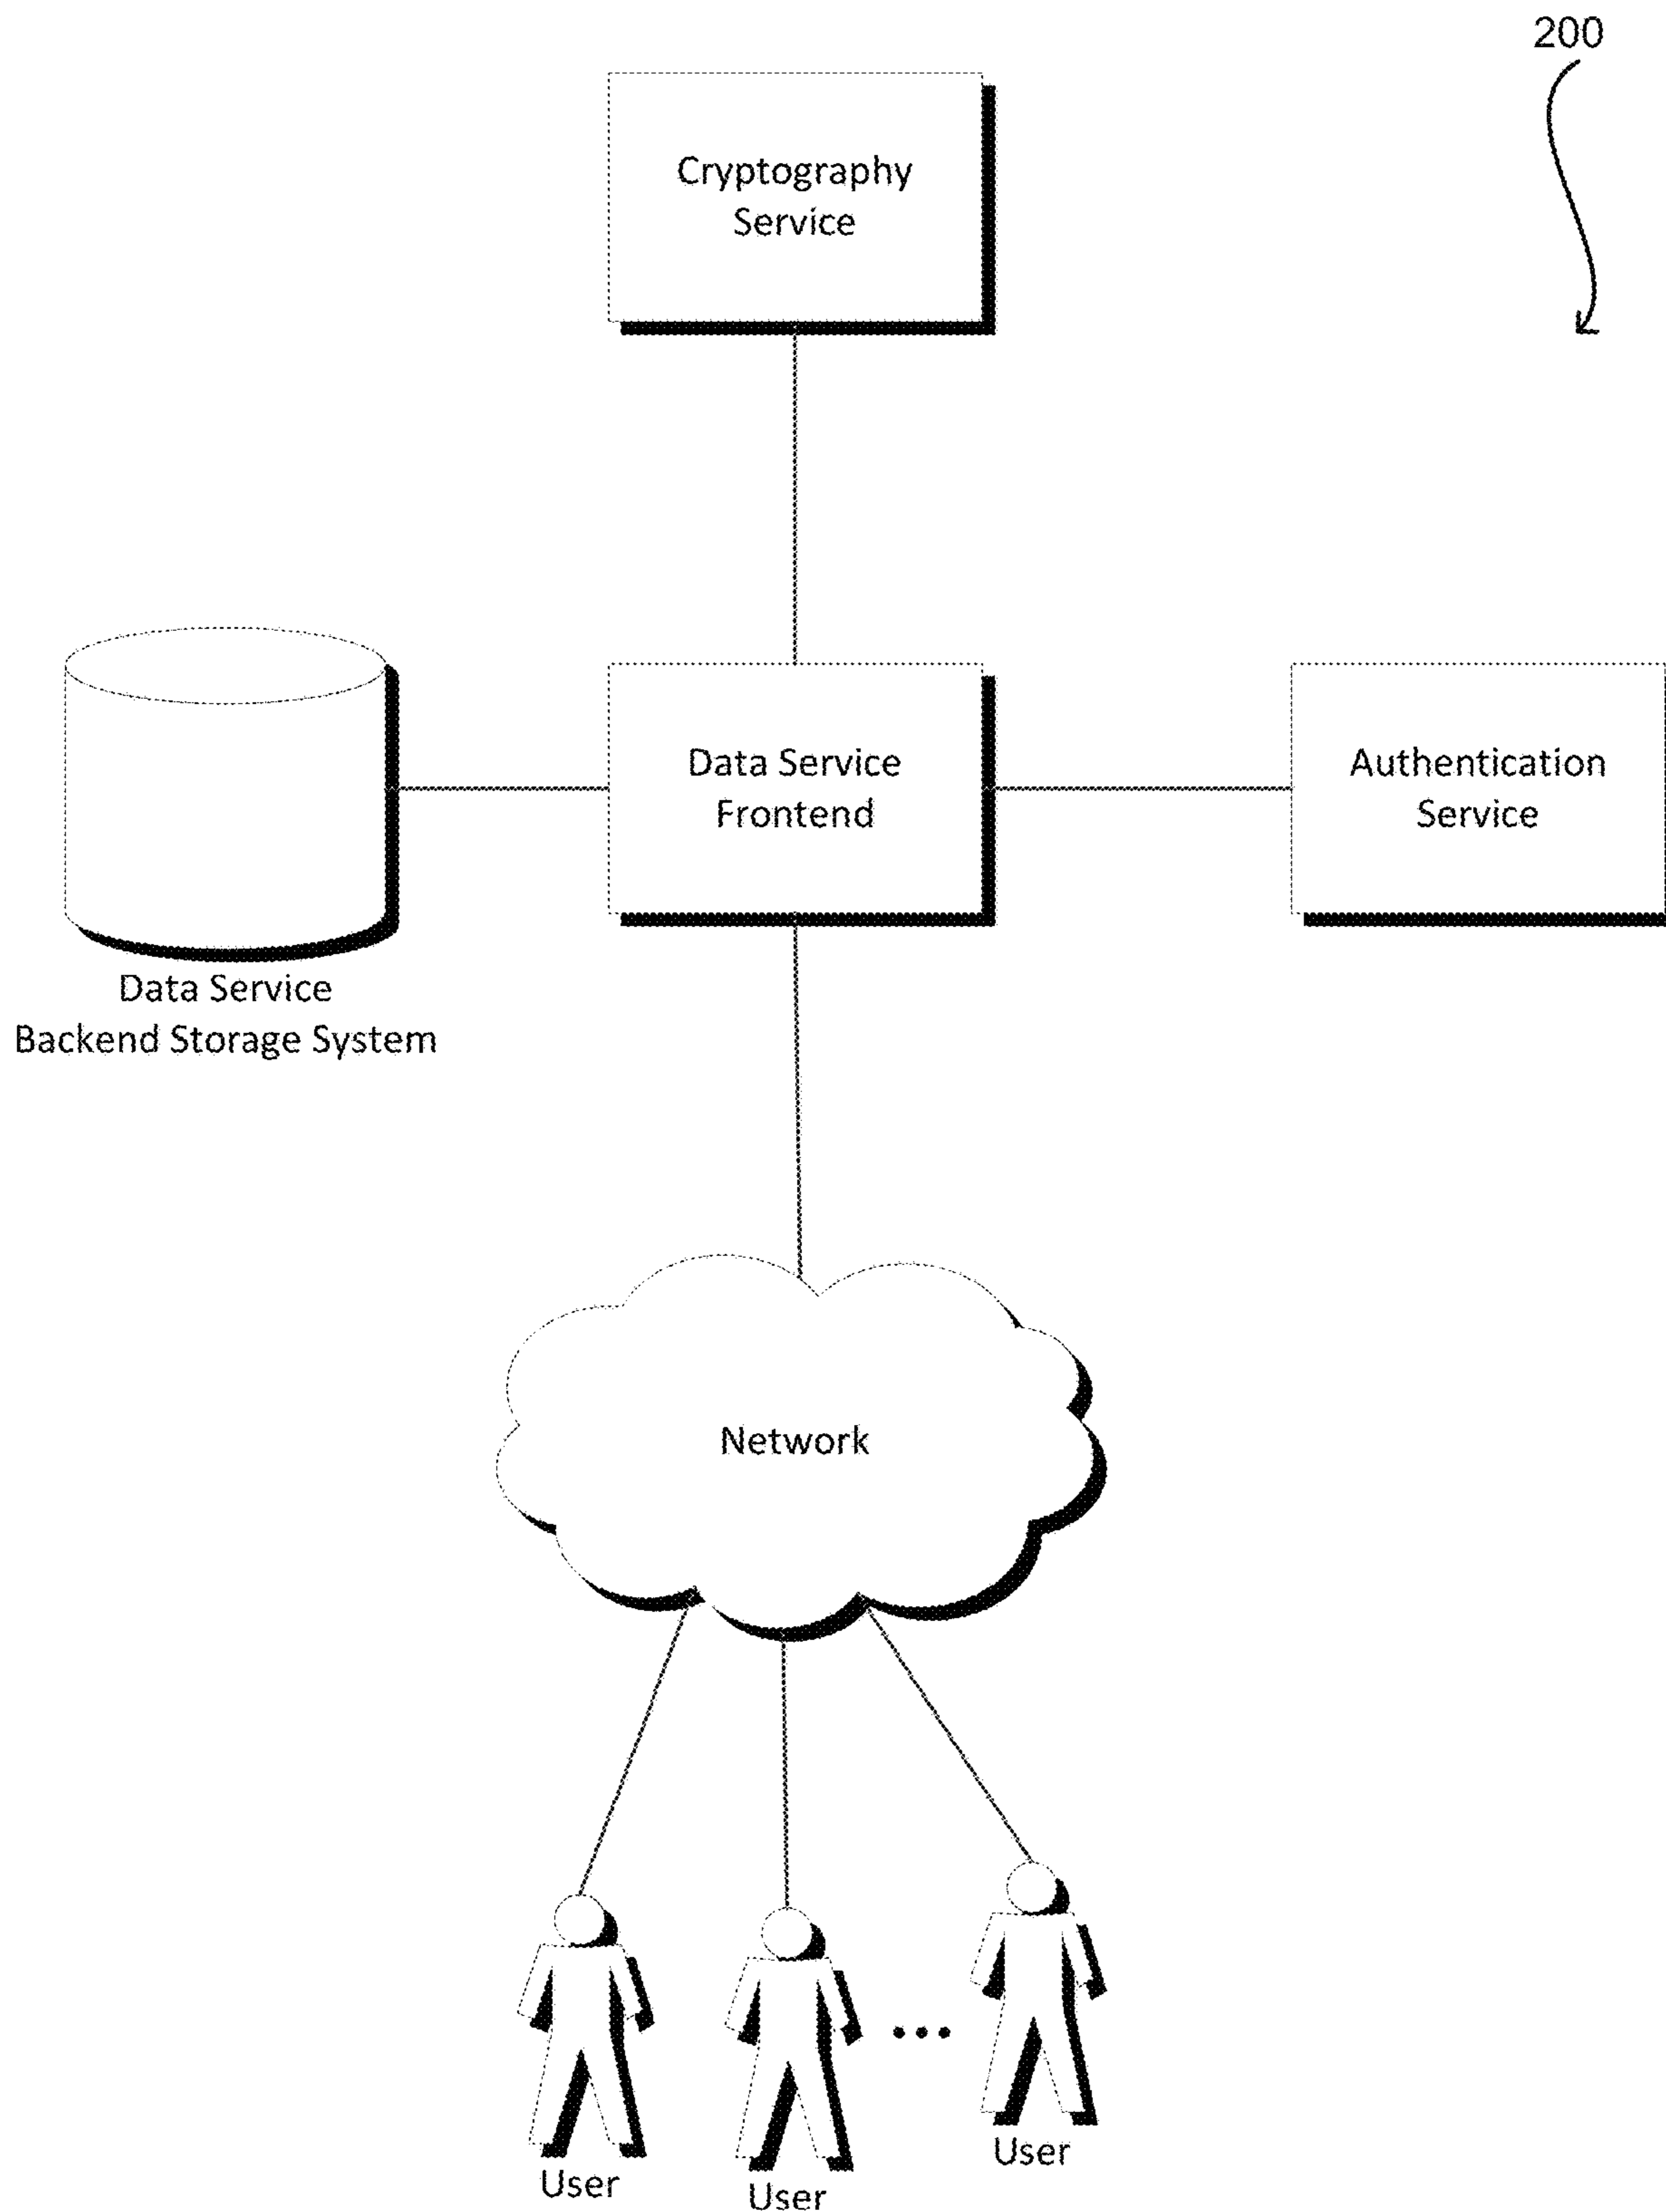 200
Cryptography
Service
Data Service
Frontend
Authentication
Service
Data Service
Backend Storage System
Network
...
User
User
User